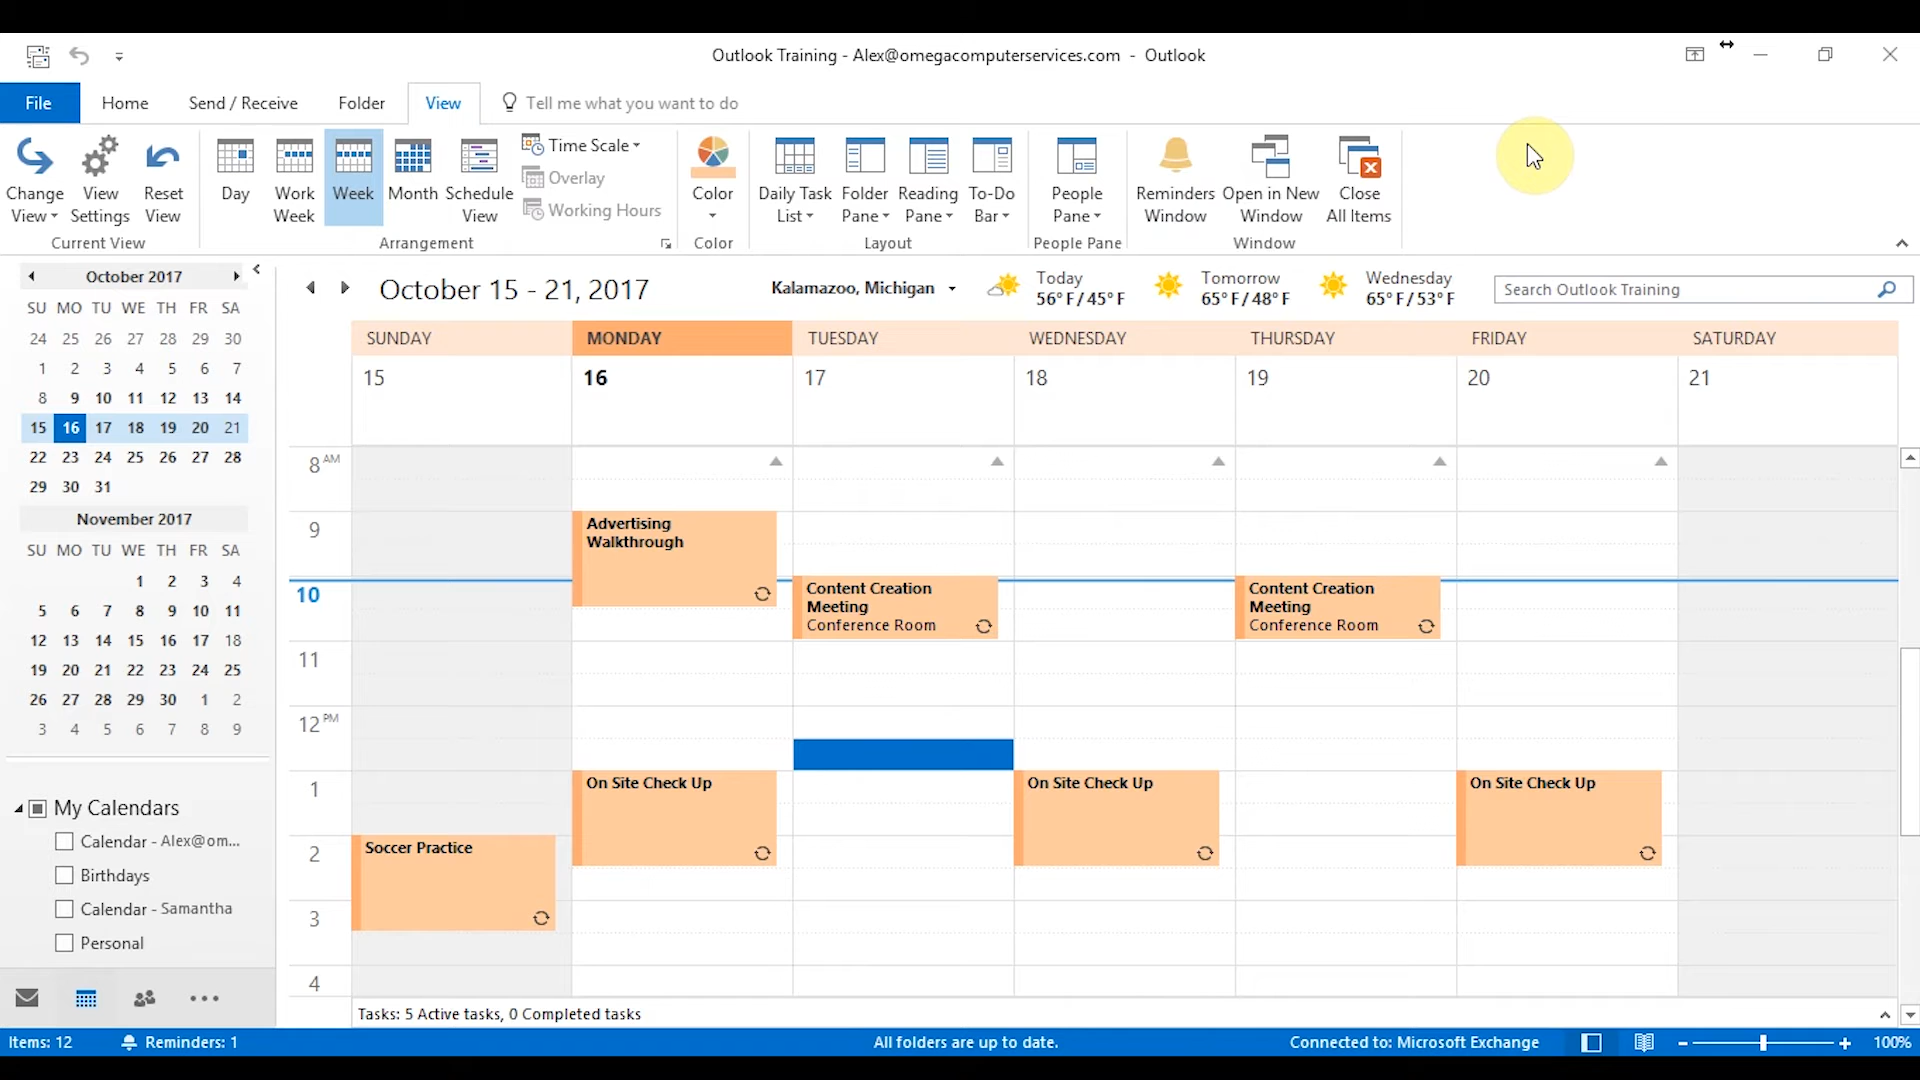 Outlook Training - Alex@omegacomputerservices.com - Outlook
File Home Send / Receive Folder View Tell me what you want to do
Change View View Settings Reset View
Current View
Day Work Week Week Month Schedule View
Time Scale
Overlay
Working Hours
Arrangement
Color
Color
Daily Task List Folder Pane Reading Pane To-Do Bar
Layout
People Pane
People Pane
Reminders Window Open in New Window Close All Items
Window
October 2017
SU MO TU WE TH FR SA
24 25 26 27 28 29 30
1 2 3 4 5 6 7
8 9 10 11 12 13 14
15 16 17 18 19 20 21
22 23 24 25 26 27 28
29 30 31
November 2017
SU MO TU WE TH FR SA
1 2 3 4
5 6 7 8 9 10 11
12 13 14 15 16 17 18
19 20 21 22 23 24 25
26 27 28 29 30 1 2
3 4 5 6 7 8 9
My Calendars
Calendar - Alex@om...
Birthdays
Calendar - Samantha
Personal
October 15 - 21, 2017
Kalamazoo, Michigan
Today
56° F / 45° F
Tomorrow
65° F / 48° F
Wednesday
65° F / 53° F
Search Outlook Training
SUNDAY MONDAY TUESDAY WEDNESDAY THURSDAY FRIDAY SATURDAY
15 16 17 18 19 20 21
8 AM
9
Advertising
Walkthrough
10
Content Creation
Meeting
Conference Room
Content Creation
Meeting
Conference Room
11
12 PM
1
On Site Check Up
On Site Check Up
On Site Check Up
2
Soccer Practice
3
4
Tasks: 5 Active tasks, 0 Completed tasks
Items: 12 Reminders: 1 All folders are up to date. Connected to: Microsoft Exchange 100%